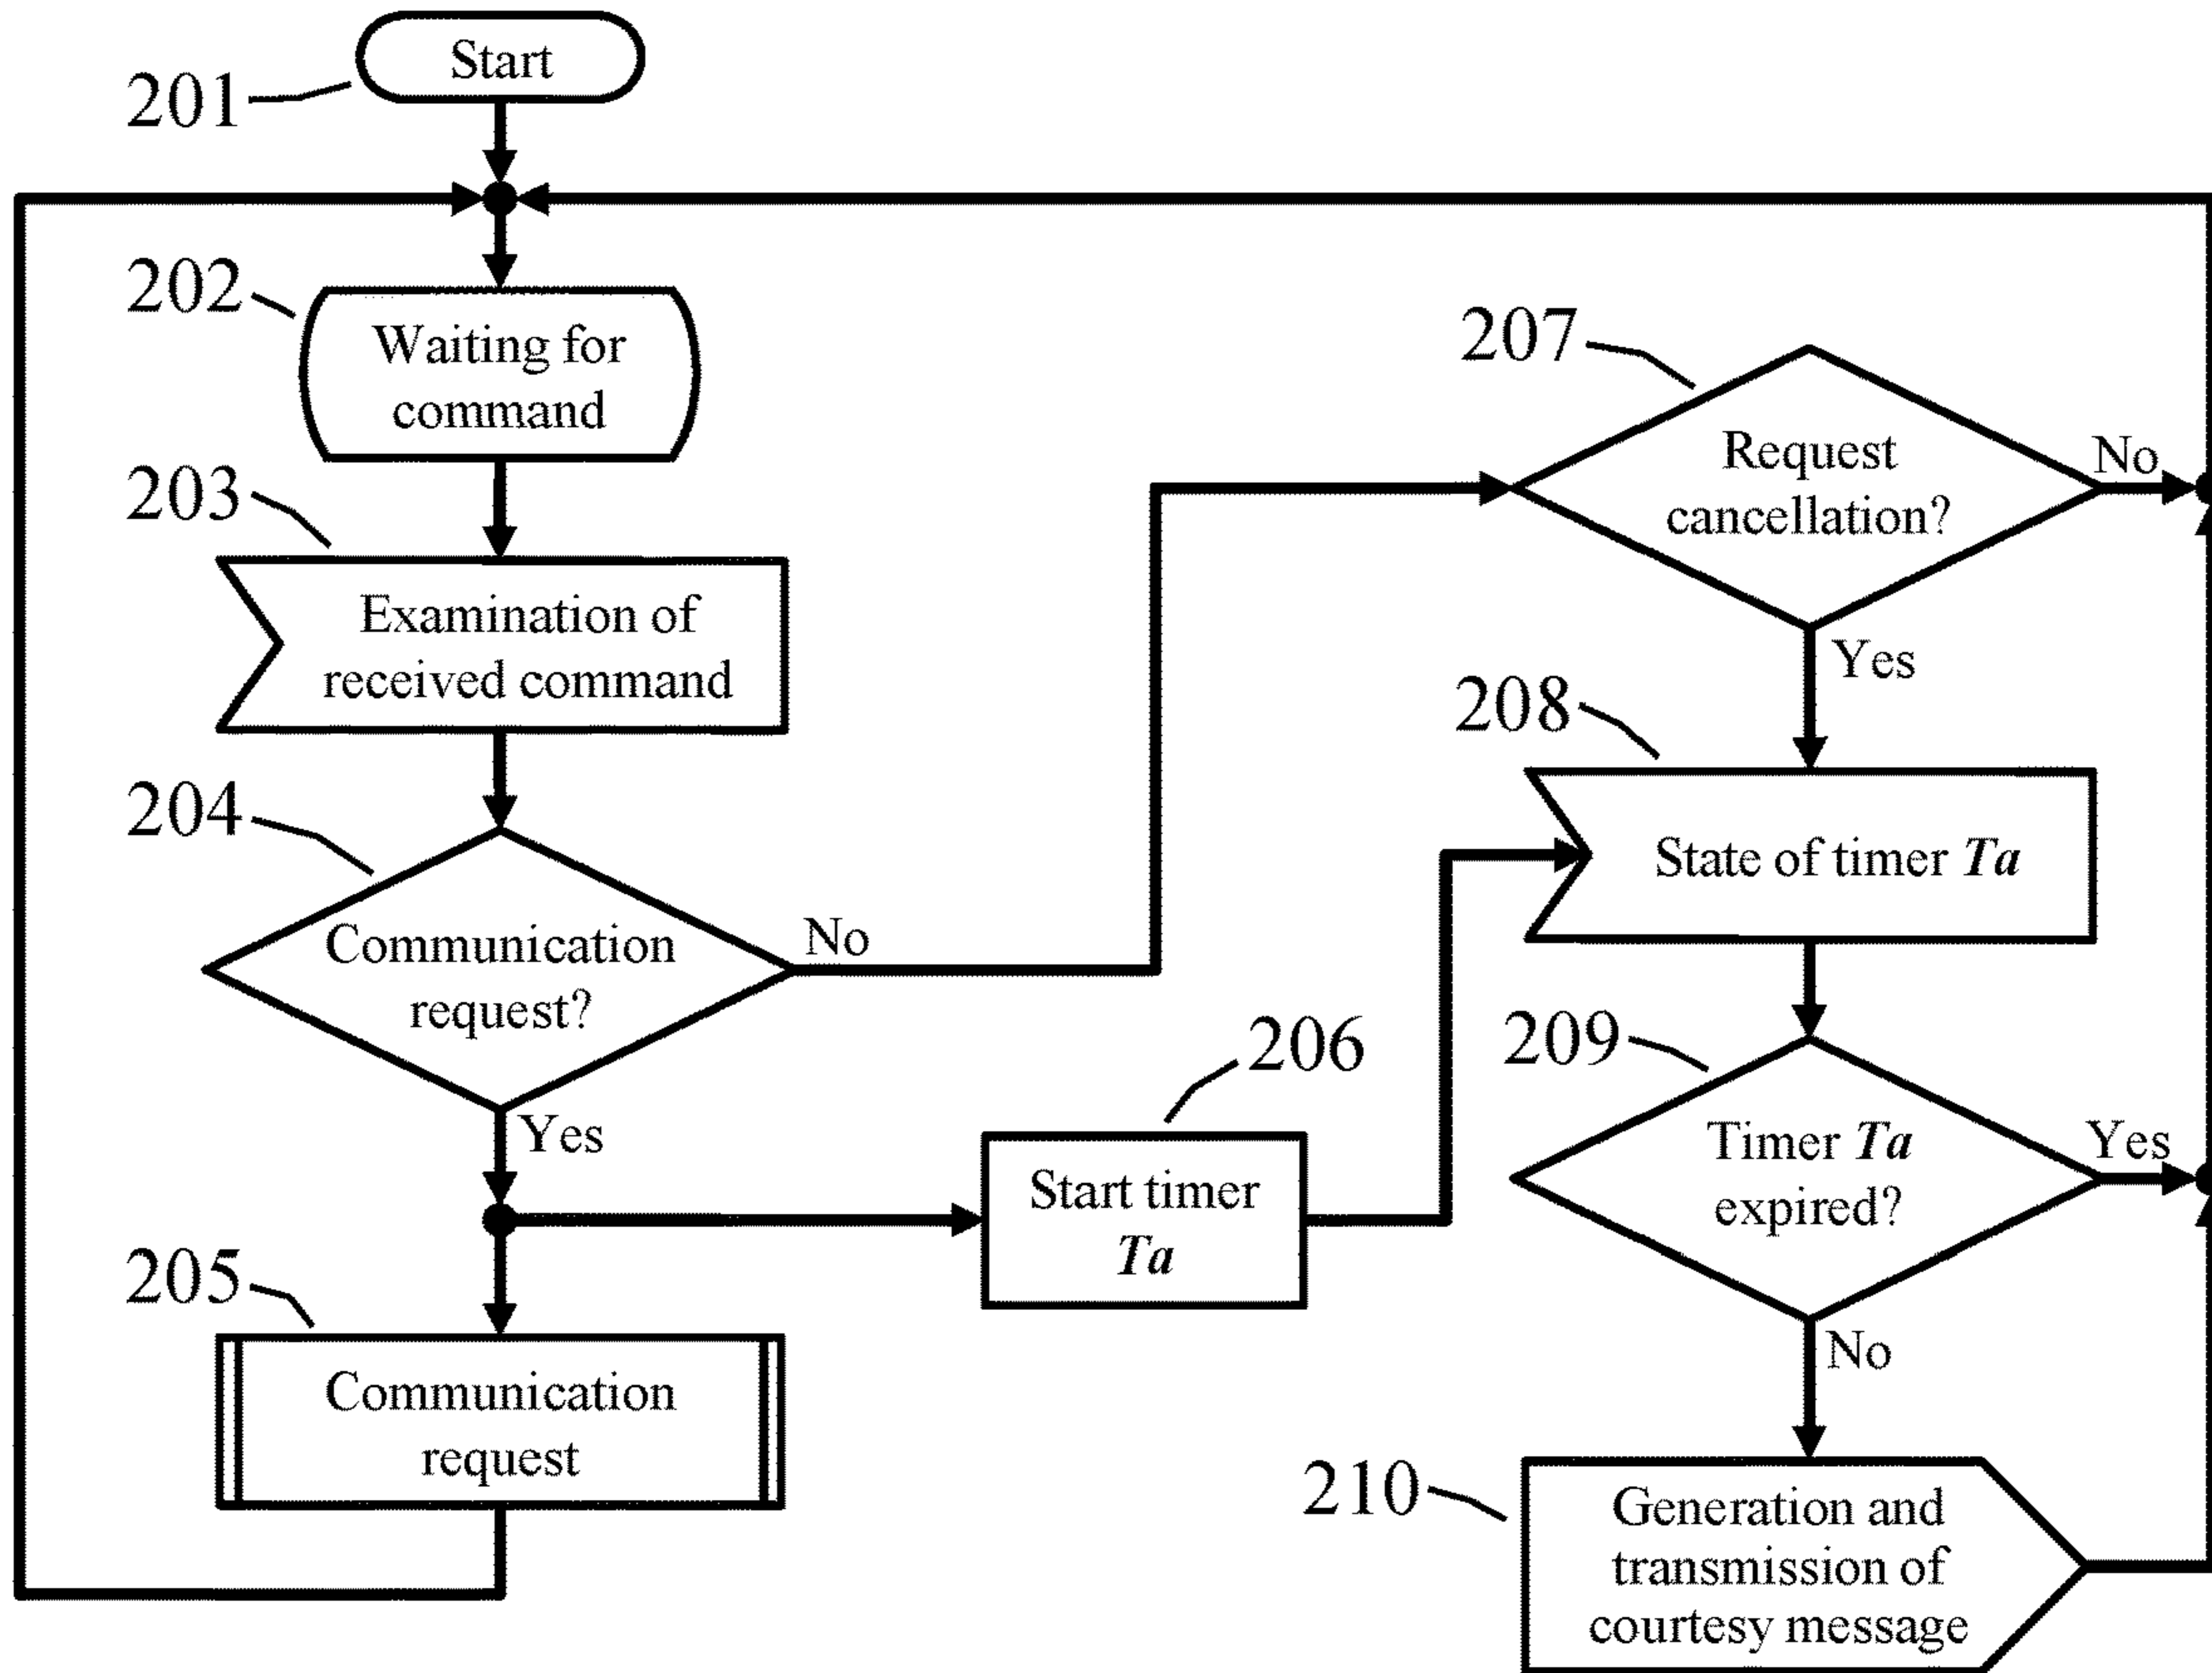 Start
201
202
Waiting for
command
203
Examination of
received command
204
Communication
request?
No
Yes
205
Communication
request
206
Start timer
Ta
207
Request
cancellation?
No
Yes
208
State of timer Ta
209
Timer Ta
expired?
Yes
No
210
Generation and
transmission of
courtesy message